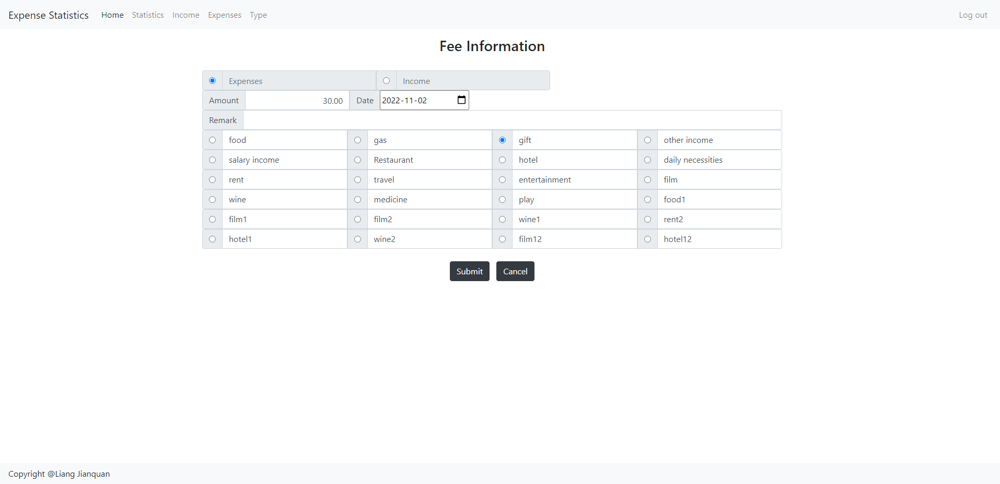 Expense Statistics Home Statistics Income Expenses Type Log out
Fee Information
Expenses Income
Amount 30.00 Date 2022-11-02
Remark
food gas gift other income
salary income Restaurant hotel daily necessities
rent travel entertainment film
wine medicine play food1
film1 film2 wine1 rent2
hotel1 wine2 film12 hotel12
Submit Cancel
Copyright @Liang Jianquan